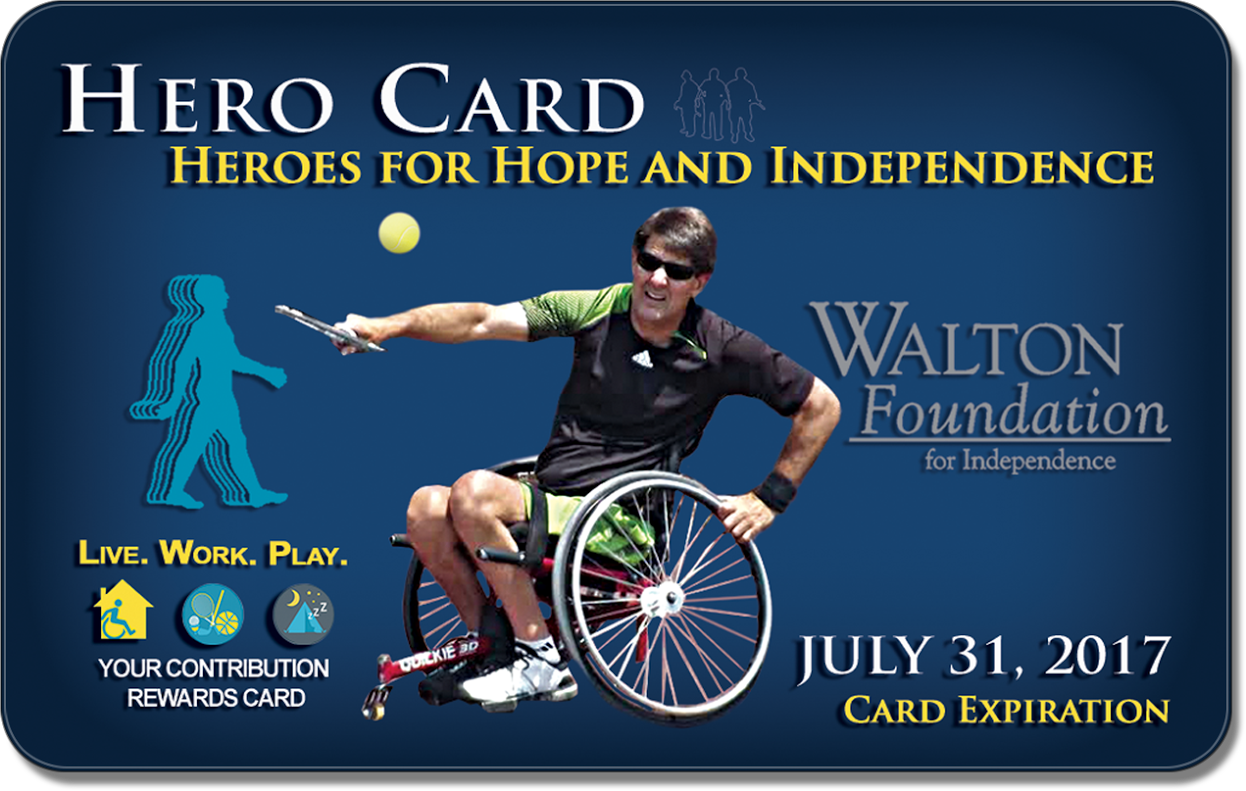 HERO CARD
HEROES FOR HOPE AND INDEPENDENCE
WALTON
Foundation
for Independence
LIVE. WORK. PLAY.
zZZ
YOUR CONTRIBUTION
REWARDS CARD
QUICKIE 3D
JULY 31, 2017
CARD EXPIRATION